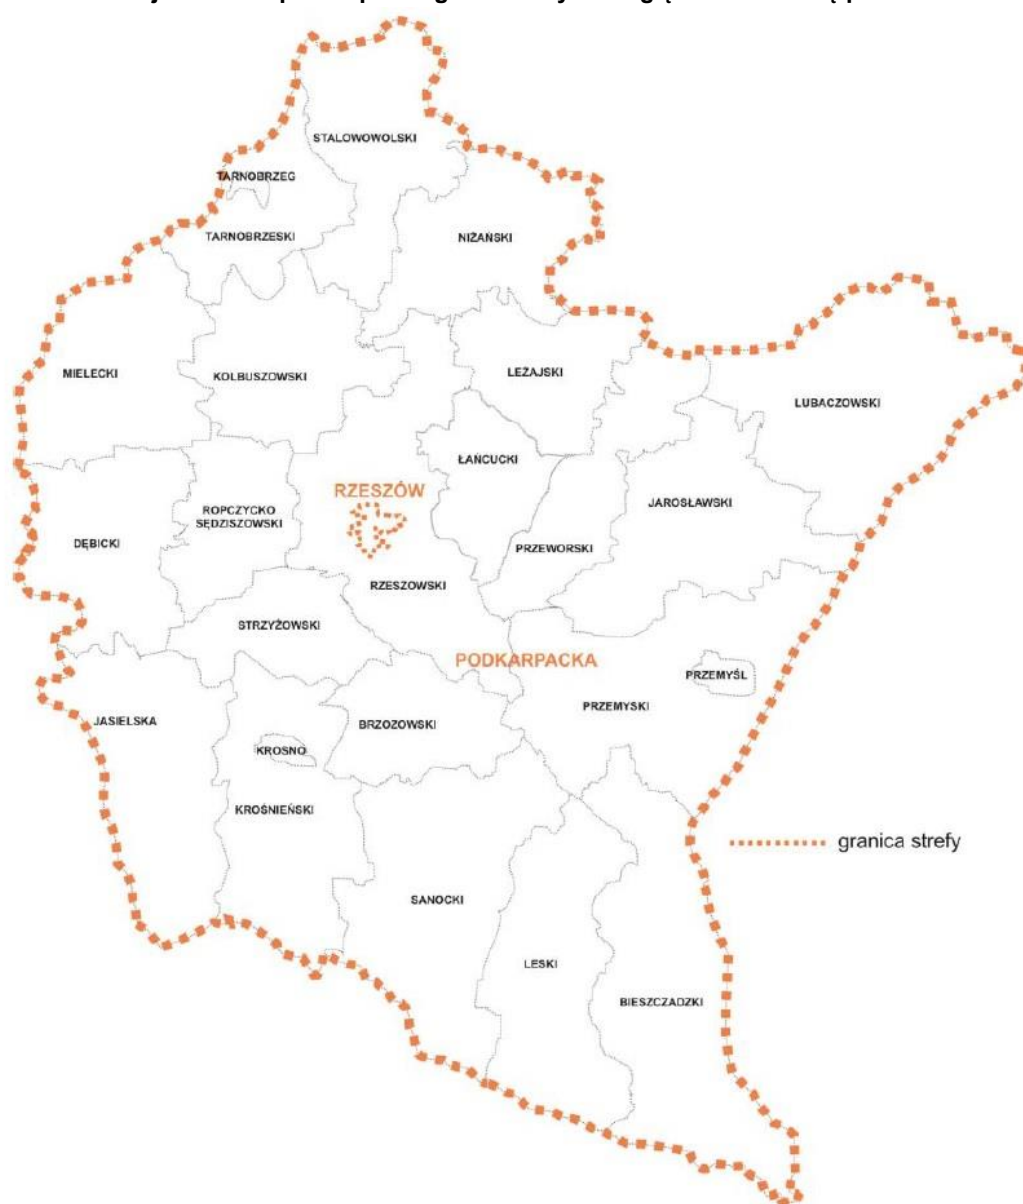 STALOWOWOLSKI
TARNOBRZEG
TARNOBRZESKI
NIŻAŃSKI
MIELECKI
KOLBUSZOWSKI
LEŻAJSKI
LUBACZOWSKI
ŁAŃCUCKI
RZESZÓW
JAROSŁAWSKI
ROPCZYCKO
SĘDZISZOWSKI
DĘBICKI
PRZEWORSKI
RZESZOWSKI
STRZYŻOWSKI
PODKARPACKA
PRZEMYŚL
PRZEMYSKI
JASIELSKA
BRZOZOWSKI
KROSNO
KROŚNIEŃSKI
granica strefy
SANOCKI
LESKI
BIESZCZADZKI